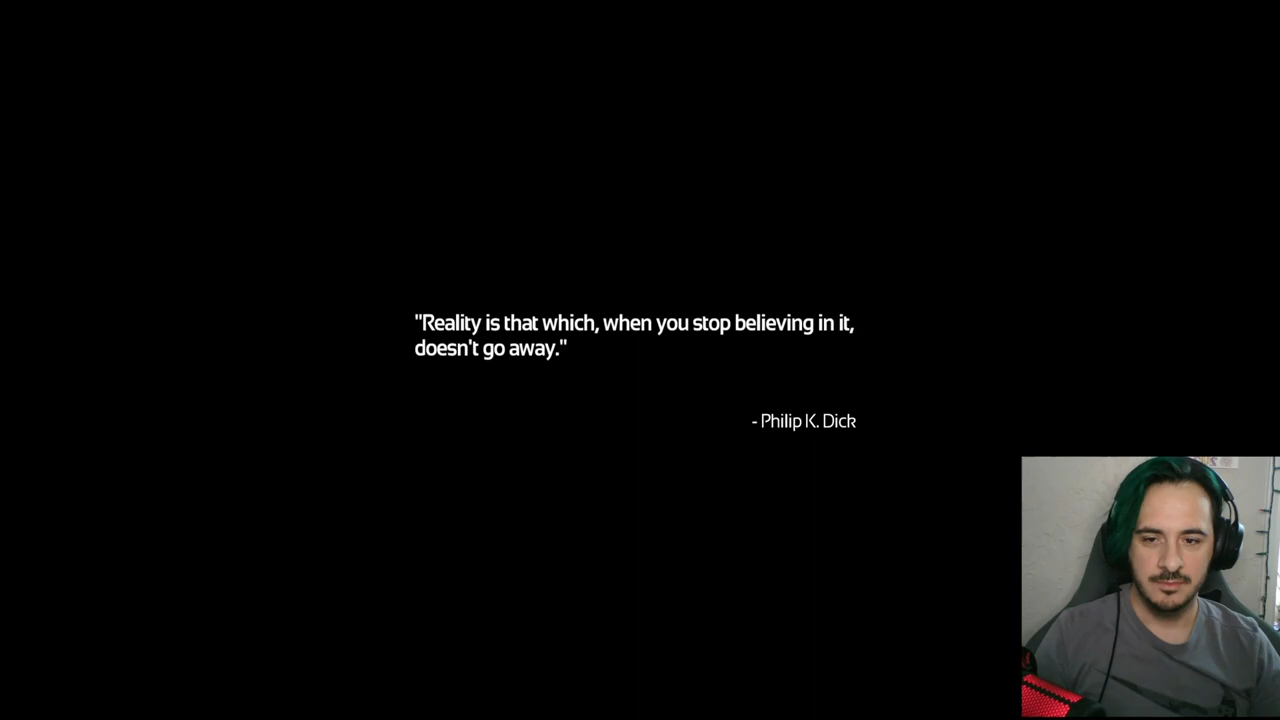 "Reality is that which, when you stop believing in it,
doesn't go away."
- Philip K. Dick